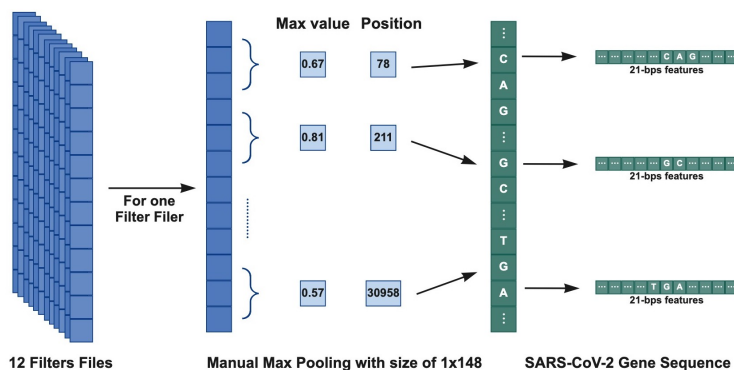 Max value Position
0.67 78
0.81 211
0.57 30958
For one
Filter Filer
⋮
C
A
G
⋮
G
C
⋮
T
G
A
⋮
... ... ... ... ... C A G ... ... ...
21-bps features
... ... ... ... ... G C ... ... ... ...
21-bps features
... ... ... ... T G A ... ... ... ...
21-bps features
12 Filters Files
Manual Max Pooling with size of 1x148
SARS-CoV-2 Gene Sequence